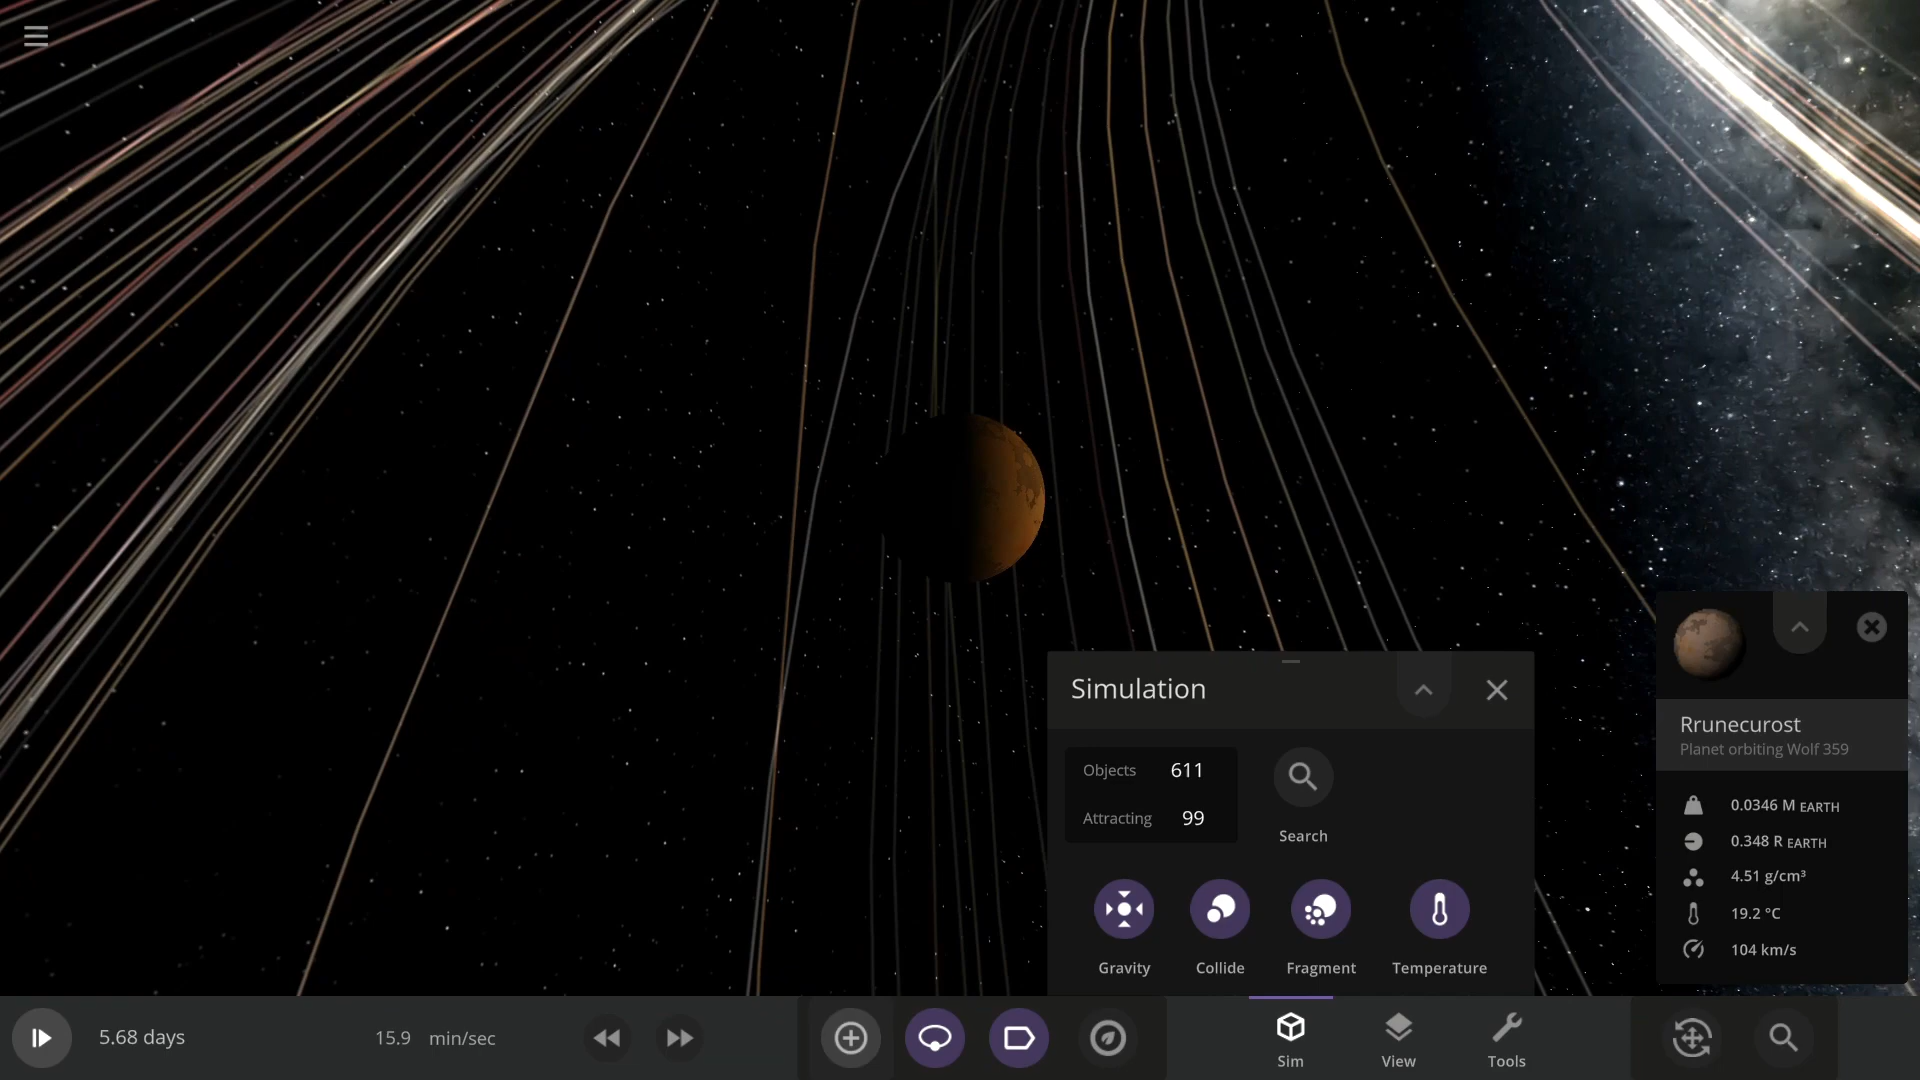 Simulation
Objects 611
Attracting 99
Search
Gravity Collide Fragment Temperature
Rrunecurost
Planet orbiting Wolf 359
0.0346 M EARTH
0.348 R EARTH
4.51 g/cm³
19.2 °C
104 km/s
5.68 days 15.9 min/sec
Sim View Tools